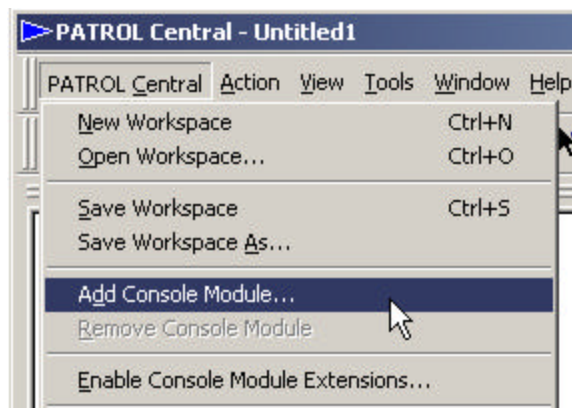 PATROL Central - Untitled1
PATROL Central Action View Tools Window Help
New Workspace Ctrl+N
Open Workspace... Ctrl+O
Save Workspace Ctrl+S
Save Workspace As...
Add Console Module...
Remove Console Module
Enable Console Module Extensions...